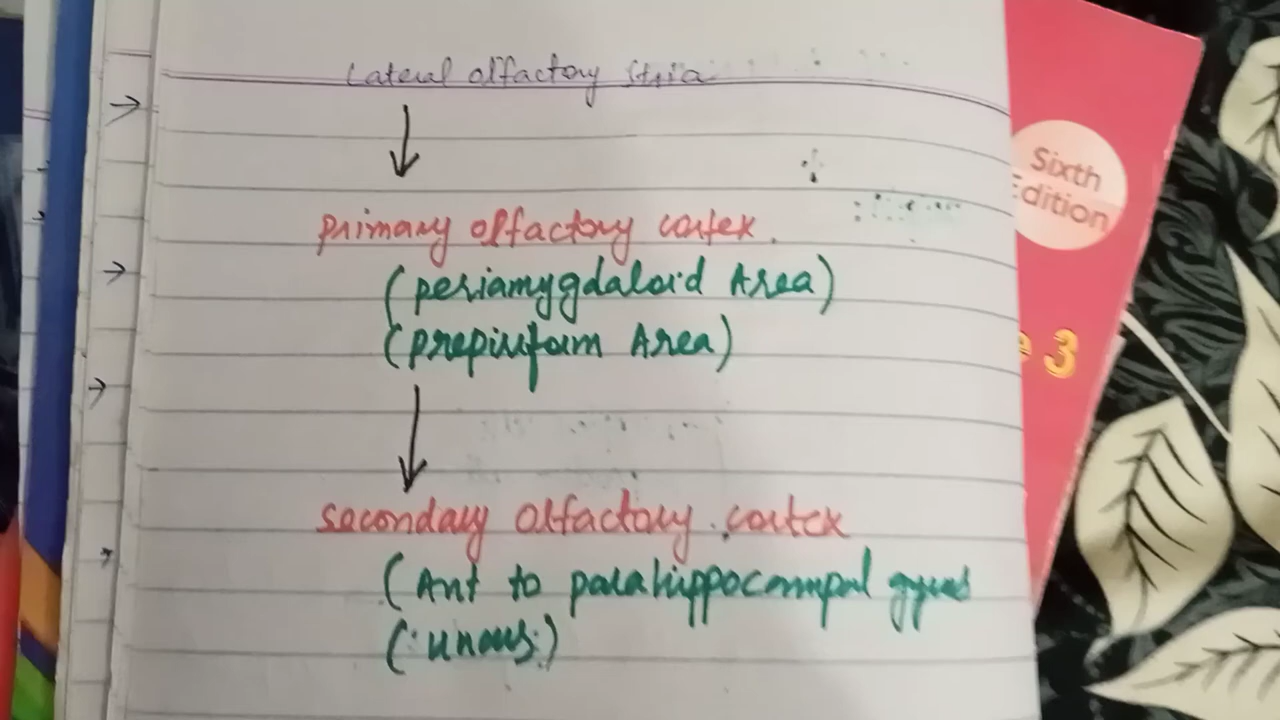 Lateral olfactory stria
primary olfactory cortex.
(periamygdaloid Area)
(prepiriform Area)
secondary olfactory cortex
(Ant to parahippocampal gyrus
(uncus)
Sixth
Edition
3